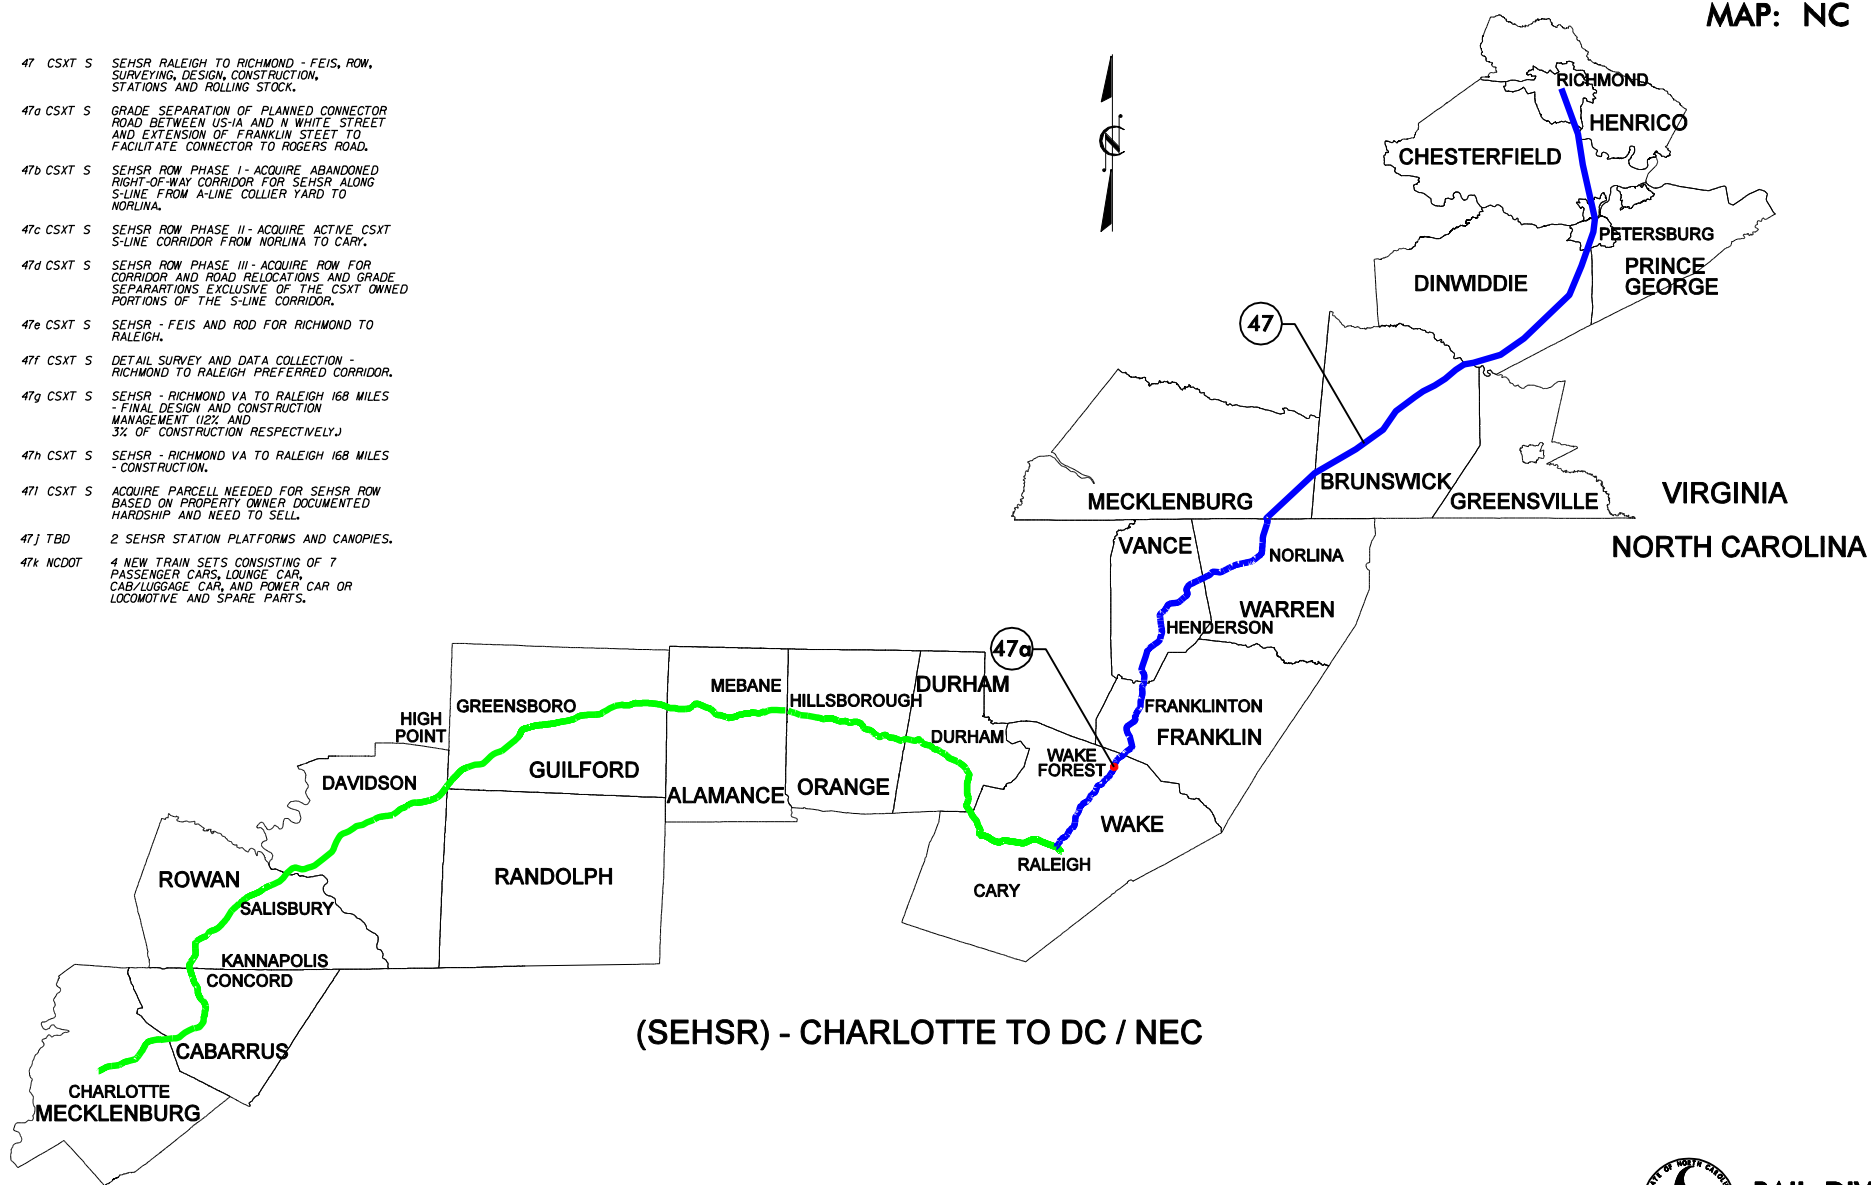 MAP: NC
47 CSXT S SEHSR RALEIGH TO RICHMOND - FEIS, ROW,
SURVEYING, DESIGN, CONSTRUCTION,
STATIONS AND ROLLING STOCK.
47a CSXT S GRADE SEPARATION OF PLANNED CONNECTOR
ROAD BETWEEN US-1A AND N WHITE STREET
AND EXTENSION OF FRANKLIN STEET TO
FACILITATE CONNECTOR TO ROGERS ROAD.
47b CSXT S SEHSR ROW PHASE I - ACQUIRE ABANDONED
RIGHT-OF-WAY CORRIDOR FOR SEHSR ALONG
S-LINE FROM A-LINE COLLIER YARD TO
NORLINA.
47c CSXT S SEHSR ROW PHASE II - ACQUIRE ACTIVE CSXT
S-LINE CORRIDOR FROM NORLINA TO CARY.
47d CSXT S SEHSR ROW PHASE III - ACQUIRE ROW FOR
CORRIDOR AND ROAD RELOCATIONS AND GRADE
SEPARARTIONS EXCLUSIVE OF THE CSXT OWNED
PORTIONS OF THE S-LINE CORRIDOR.
47e CSXT S SEHSR - FEIS AND ROD FOR RICHMOND TO
RALEIGH.
47f CSXT S DETAIL SURVEY AND DATA COLLECTION -
RICHMOND TO RALEIGH PREFERRED CORRIDOR.
47g CSXT S SEHSR - RICHMOND VA TO RALEIGH 168 MILES
- FINAL DESIGN AND CONSTRUCTION
MANAGEMENT (12% AND
3% OF CONSTRUCTION RESPECTIVELY.)
47h CSXT S SEHSR - RICHMOND VA TO RALEIGH 168 MILES
- CONSTRUCTION.
47I CSXT S ACQUIRE PARCELL NEEDED FOR SEHSR ROW
BASED ON PROPERTY OWNER DOCUMENTED
HARDSHIP AND NEED TO SELL.
47j TBD 2 SEHSR STATION PLATFORMS AND CANOPIES.
47k NCDOT 4 NEW TRAIN SETS CONSISTING OF 7
PASSENGER CARS, LOUNGE CAR,
CAB/LUGGAGE CAR, AND POWER CAR OR
LOCOMOTIVE AND SPARE PARTS.
N
RICHMOND
HENRICO
CHESTERFIELD
PETERSBURG
PRINCE
GEORGE
DINWIDDIE
47
BRUNSWICK
MECKLENBURG
GREENSVILLE
VIRGINIA
NORTH CAROLINA
VANCE
NORLINA
WARREN
HENDERSON
47a
DURHAM
MEBANE
HILLSBOROUGH
GREENSBORO
HIGH
POINT
FRANKLINTON
FRANKLIN
DURHAM
WAKE
FOREST
GUILFORD
DAVIDSON
ALAMANCE
ORANGE
WAKE
RALEIGH
CARY
ROWAN
RANDOLPH
SALISBURY
KANNAPOLIS
CONCORD
(SEHSR) - CHARLOTTE TO DC / NEC
CABARRUS
CHARLOTTE
MECKLENBURG
OF NORTH